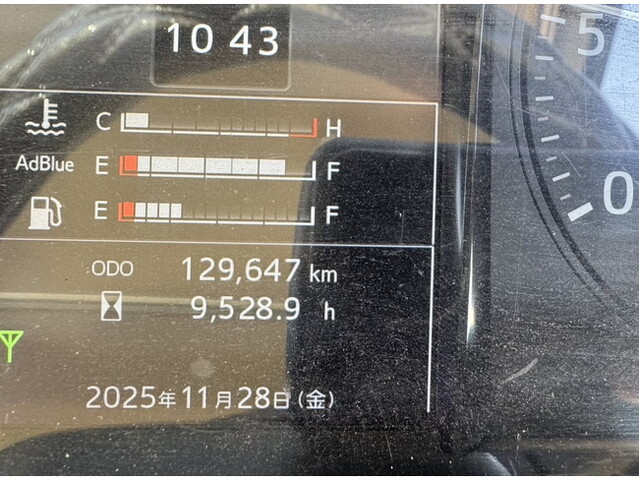 10 43
5
C H
AdBlue E F
E F
0
ODO 129,647 km
9,528.9 h
2025年11月28日(金)